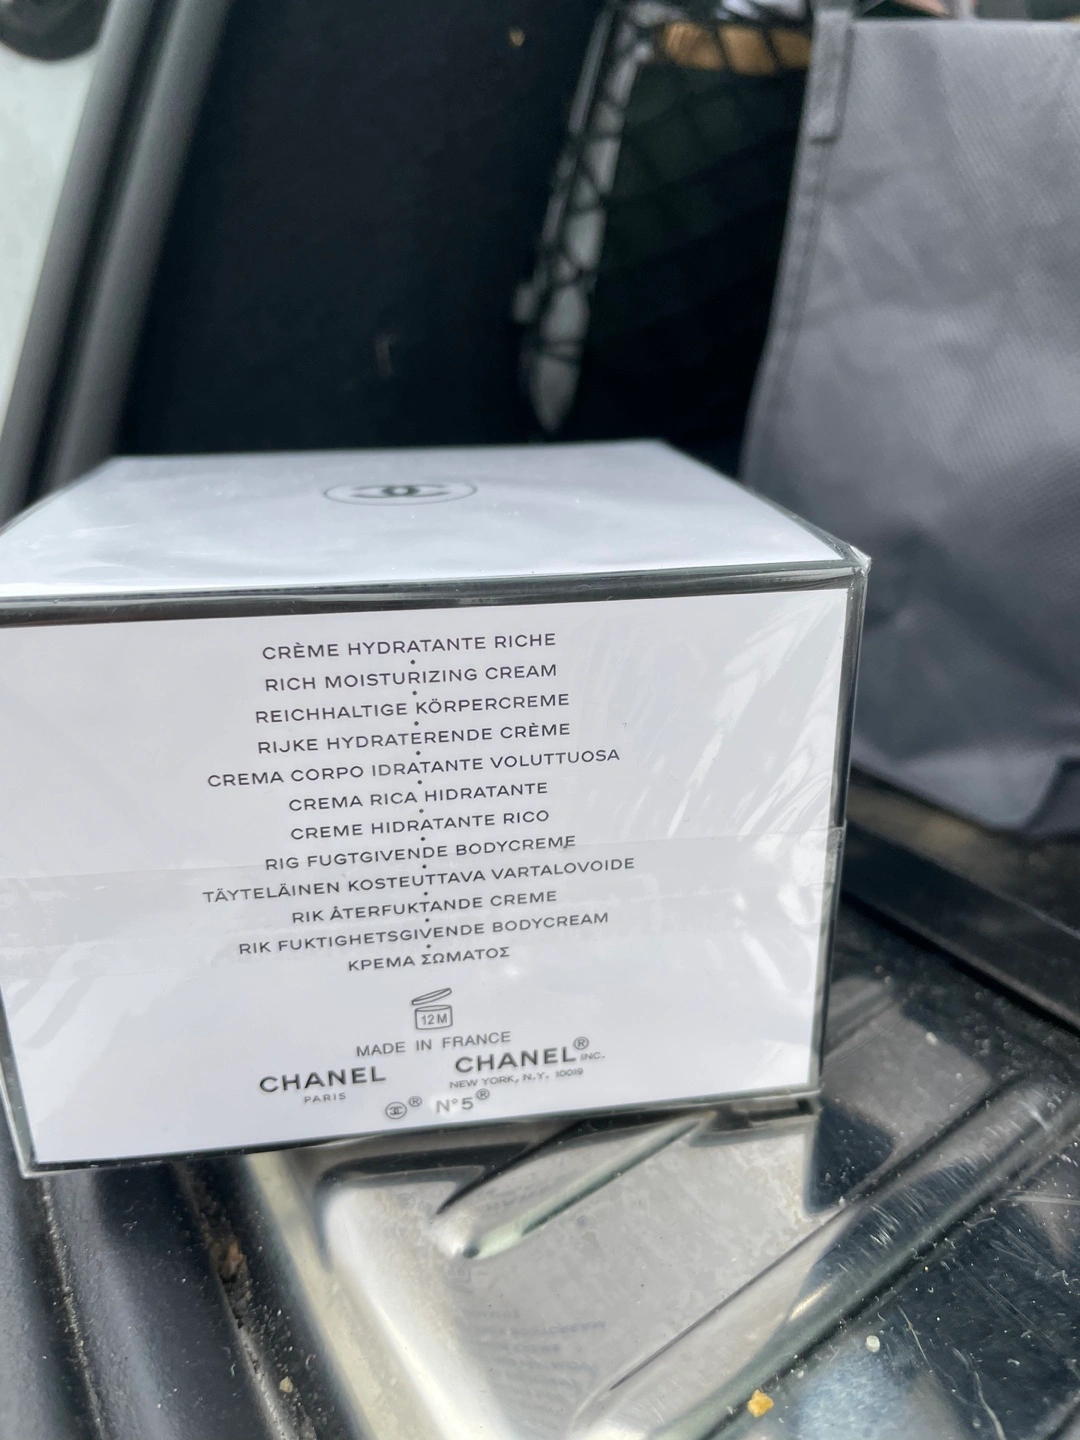 CRÈME HYDRATANTE RICHE
RICH MOISTURIZING CREAM
REICHHALTIGE KÖRPERCREME
RIJKE HYDRATERENDE CRÈME
CREMA CORPO IDRATANTE VOLUTTUOSA
CREMA RICA HIDRATANTE
CREME HIDRATANTE RICO
RIG FUGTGIVENDE BODYCREME
TÄYTELÄINEN KOSTEUTTAVA VARTALOVOIDE
RIK ÅTERFUKTANDE CREME
RIK FUKTIGHETSGIVENDE BODYCREAM
ΚΡΕΜΑ ΣΩΜΑΤΟΣ
12M
MADE IN FRANCE
CHANEL CHANEL® INC.
PARIS NEW YORK, N.Y. 10019
® N°5®